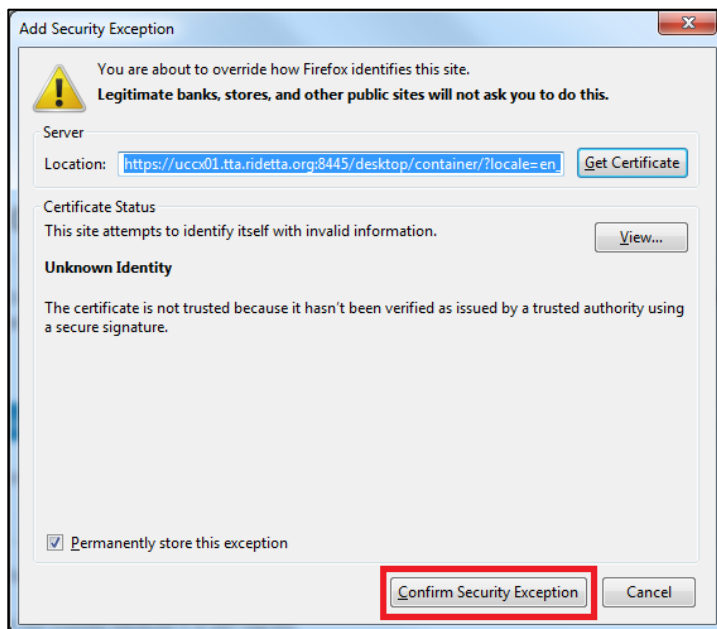 Add Security Exception
You are about to override how Firefox identifies this site.
Legitimate banks, stores, and other public sites will not ask you to do this.
Server
Location: https://uccx01.tta.ridetta.org:8445/desktop/container/?locale=en_ Get Certificate
Certificate Status
This site attempts to identify itself with invalid information.
View...
Unknown Identity
The certificate is not trusted because it hasn't been verified as issued by a trusted authority using
a secure signature.
Permanently store this exception
Confirm Security Exception Cancel